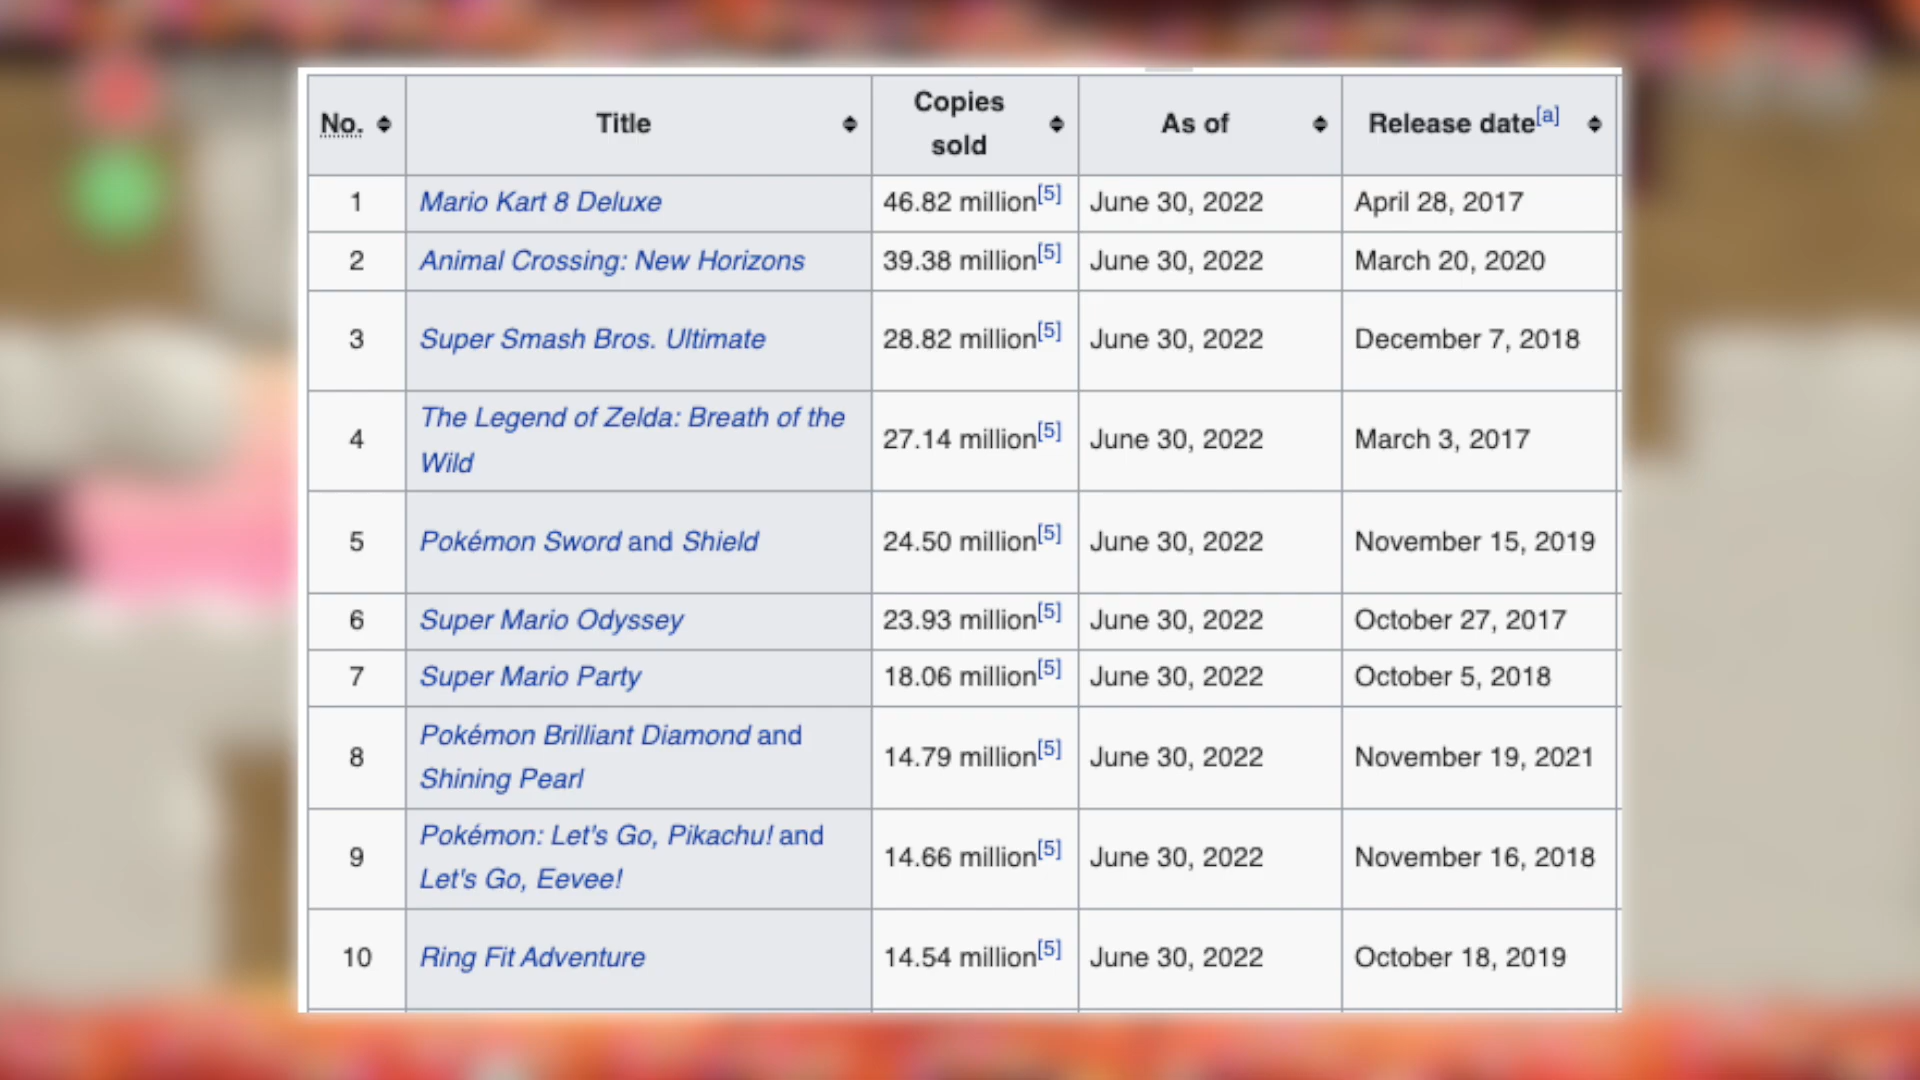 No. Title Copies sold As of Release date[a]
1 Mario Kart 8 Deluxe 46.82 million[5] June 30, 2022 April 28, 2017
2 Animal Crossing: New Horizons 39.38 million[5] June 30, 2022 March 20, 2020
3 Super Smash Bros. Ultimate 28.82 million[5] June 30, 2022 December 7, 2018
4 The Legend of Zelda: Breath of the Wild 27.14 million[5] June 30, 2022 March 3, 2017
5 Pokémon Sword and Shield 24.50 million[5] June 30, 2022 November 15, 2019
6 Super Mario Odyssey 23.93 million[5] June 30, 2022 October 27, 2017
7 Super Mario Party 18.06 million[5] June 30, 2022 October 5, 2018
8 Pokémon Brilliant Diamond and Shining Pearl 14.79 million[5] June 30, 2022 November 19, 2021
9 Pokémon: Let's Go, Pikachu! and Let's Go, Eevee! 14.66 million[5] June 30, 2022 November 16, 2018
10 Ring Fit Adventure 14.54 million[5] June 30, 2022 October 18, 2019